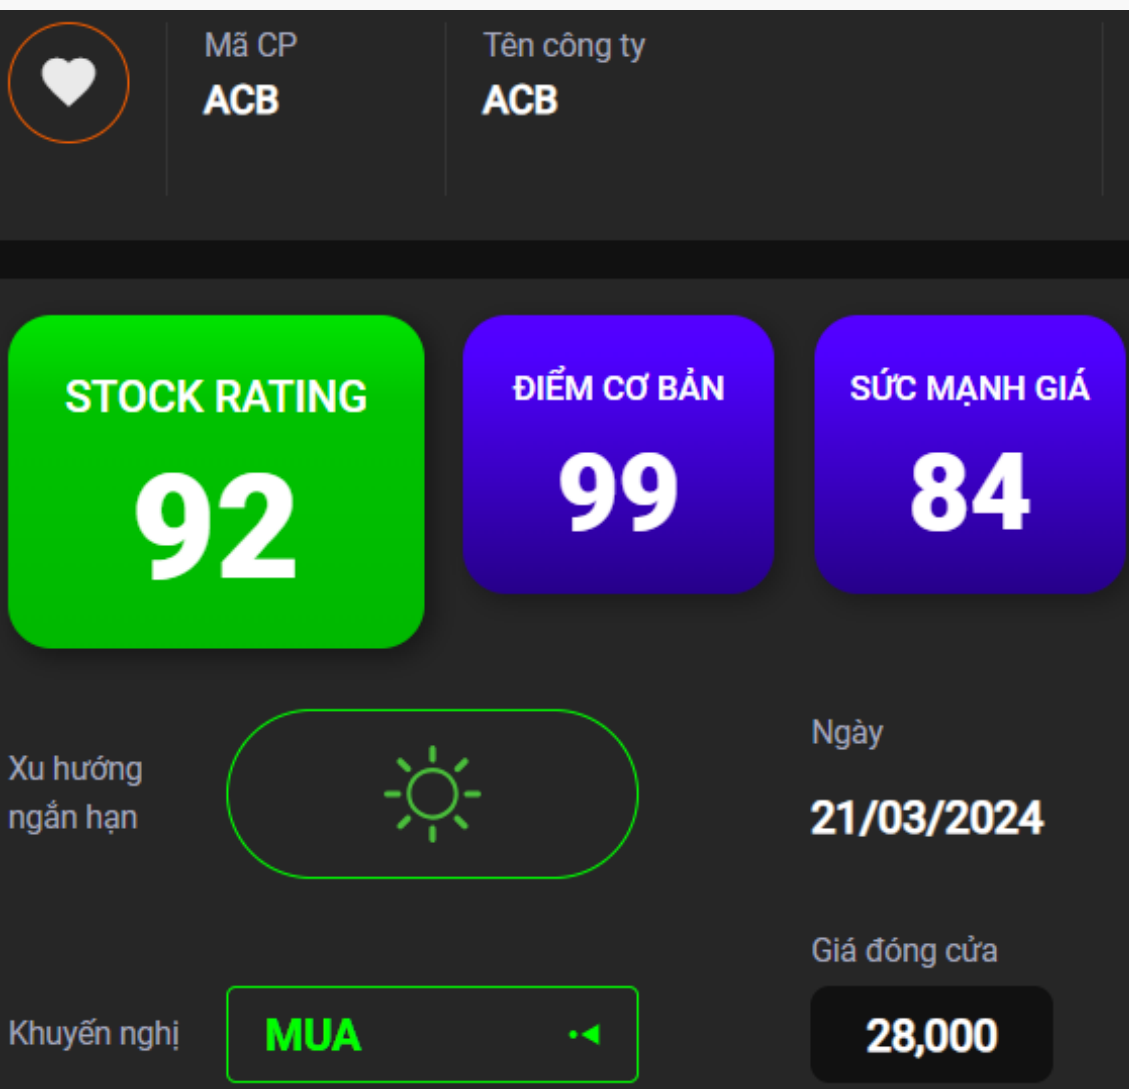 Mã CP
ACB
Tên công ty
ACB
STOCK RATING
92
ĐIỂM CƠ BẢN
99
SỨC MẠNH GIÁ
84
Xu hướng
ngắn hạn
Ngày
21/03/2024
Khuyến nghị
MUA
Giá đóng cửa
28,000